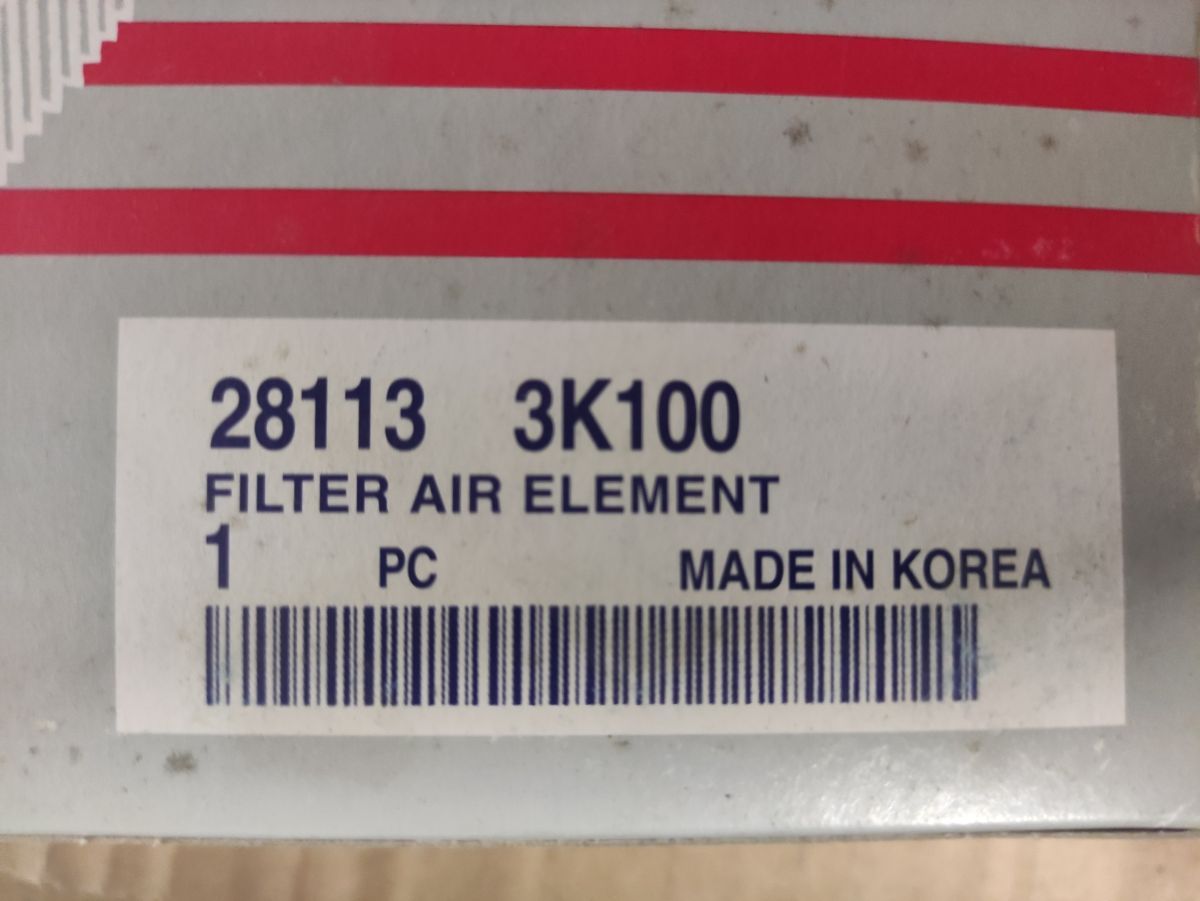 28113 3K100
FILTER AIR ELEMENT
1 PC MADE IN KOREA